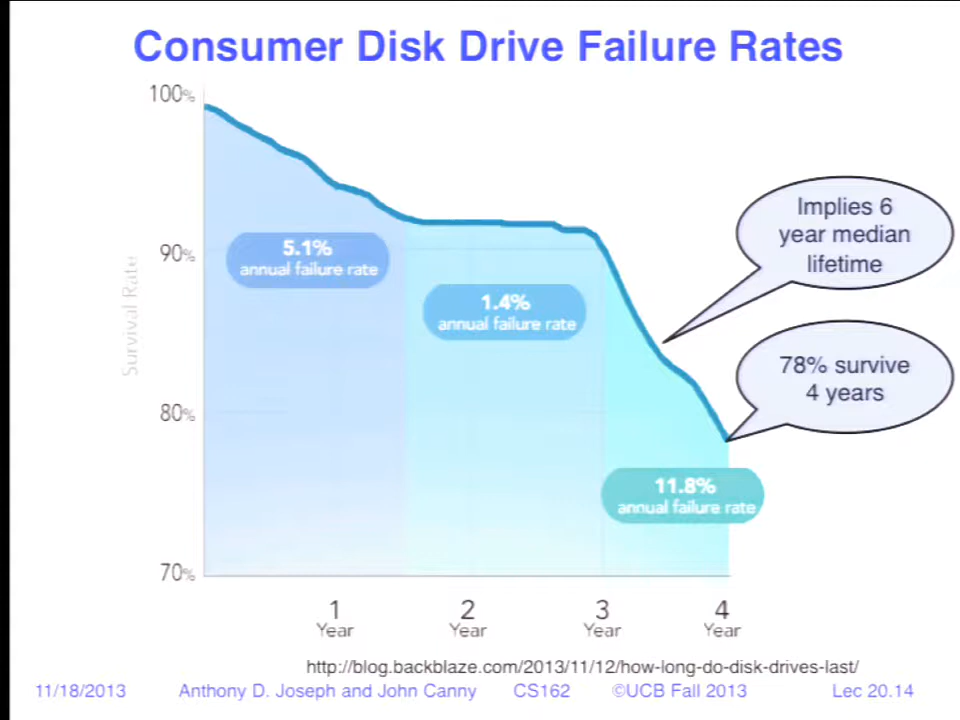 Consumer Disk Drive Failure Rates
100%
90%
80%
70%
Survival Rate
5.1%
annual failure rate
1.4%
annual failure rate
11.8%
annual failure rate
Implies 6
year median
lifetime
78% survive
4 years
1
Year
2
Year
3
Year
4
Year
http://blog.backblaze.com/2013/11/12/how-long-do-disk-drives-last/
11/18/2013 Anthony D. Joseph and John Canny CS162 ©UCB Fall 2013 Lec 20.14